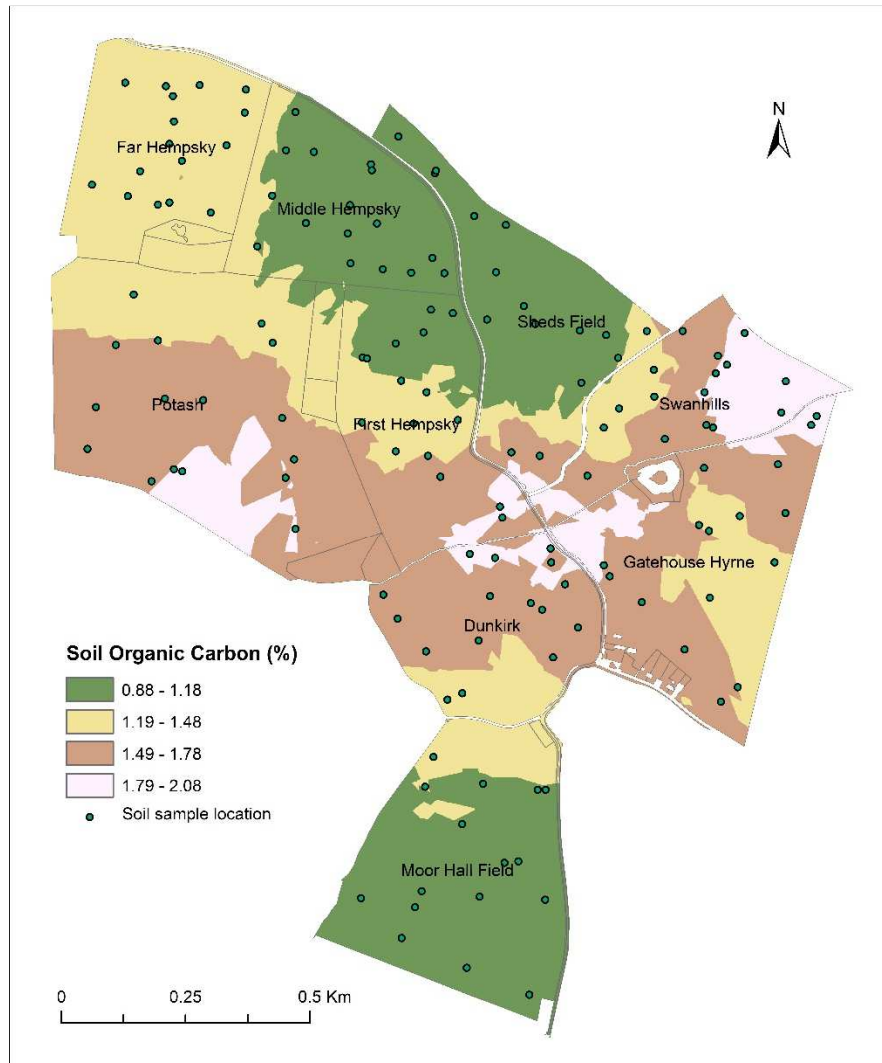 N
Far Hempsky
Middle Hempsky
Sheds Field
Potash
First Hempsky
Swanhills
Gatehouse Hyrne
Dunkirk
Soil Organic Carbon (%)
0.88 - 1.18
1.19 - 1.48
1.49 - 1.78
1.79 - 2.08
Soil sample location
Moor Hall Field
0 0.25 0.5 Km